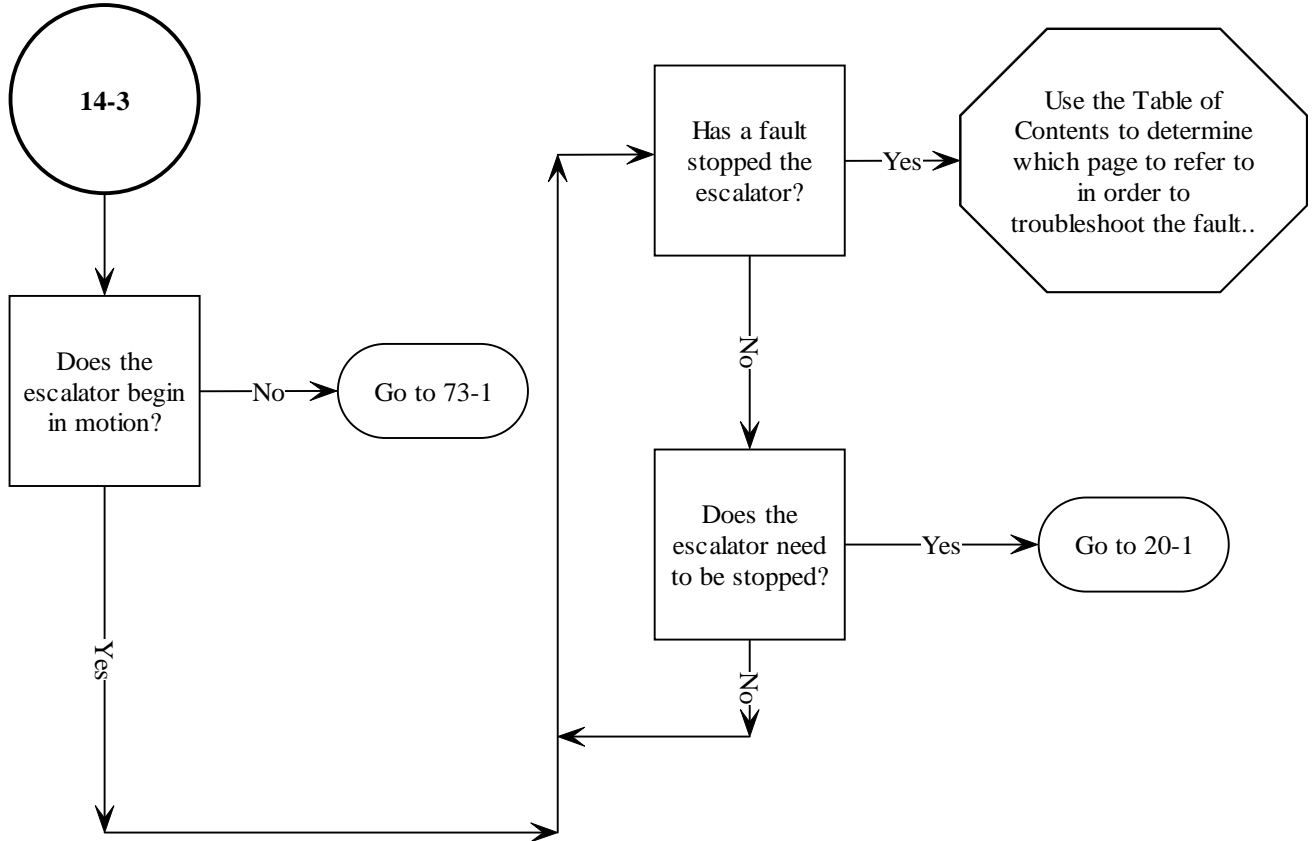 14-3
Does the
escalator begin
in motion?
No
Go to 73-1
Yes
Has a fault
stopped the
escalator?
Yes
Use the Table of
Contents to determine
which page to refer to
in order to
troubleshoot the fault..
No
Does the
escalator need
to be stopped?
Yes
Go to 20-1
No